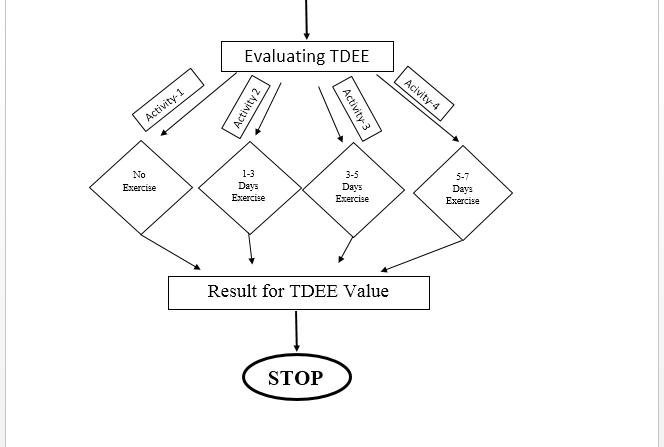 Evaluating TDEE
Activity-1
Activity 2
Activity-3
Acivity-4
No
Exercise
1-3
Days
Exercise
3-5
Days
Exercise
5-7
Days
Exercise
Result for TDEE Value
STOP